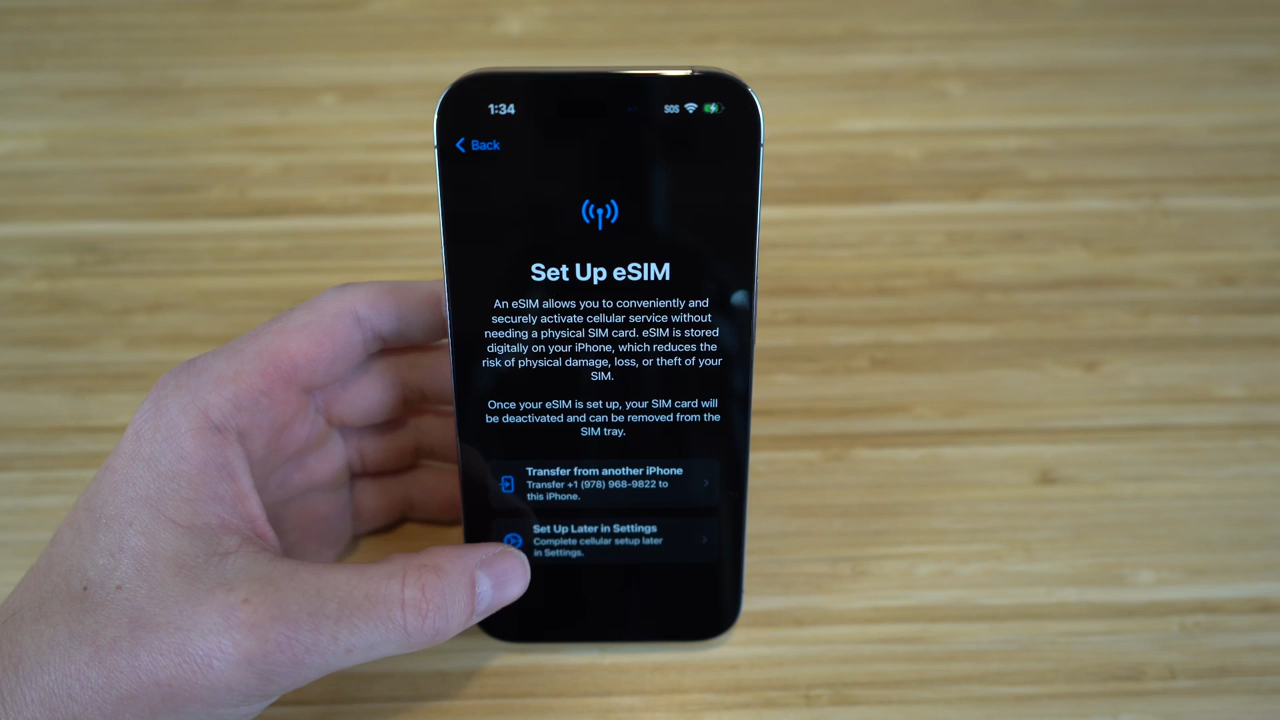 1:34
SOS
Back
Set Up eSIM
An eSIM allows you to conveniently and
securely activate cellular service without
needing a physical SIM card. eSIM is stored
digitally on your iPhone, which reduces the
risk of physical damage, loss, or theft of your
SIM.
Once your eSIM is set up, your SIM card will
be deactivated and can be removed from the
SIM tray.
Transfer from another iPhone
Transfer +1 (978) 968-9822 to
this iPhone.
Set Up Later in Settings
Complete cellular setup later
in Settings.